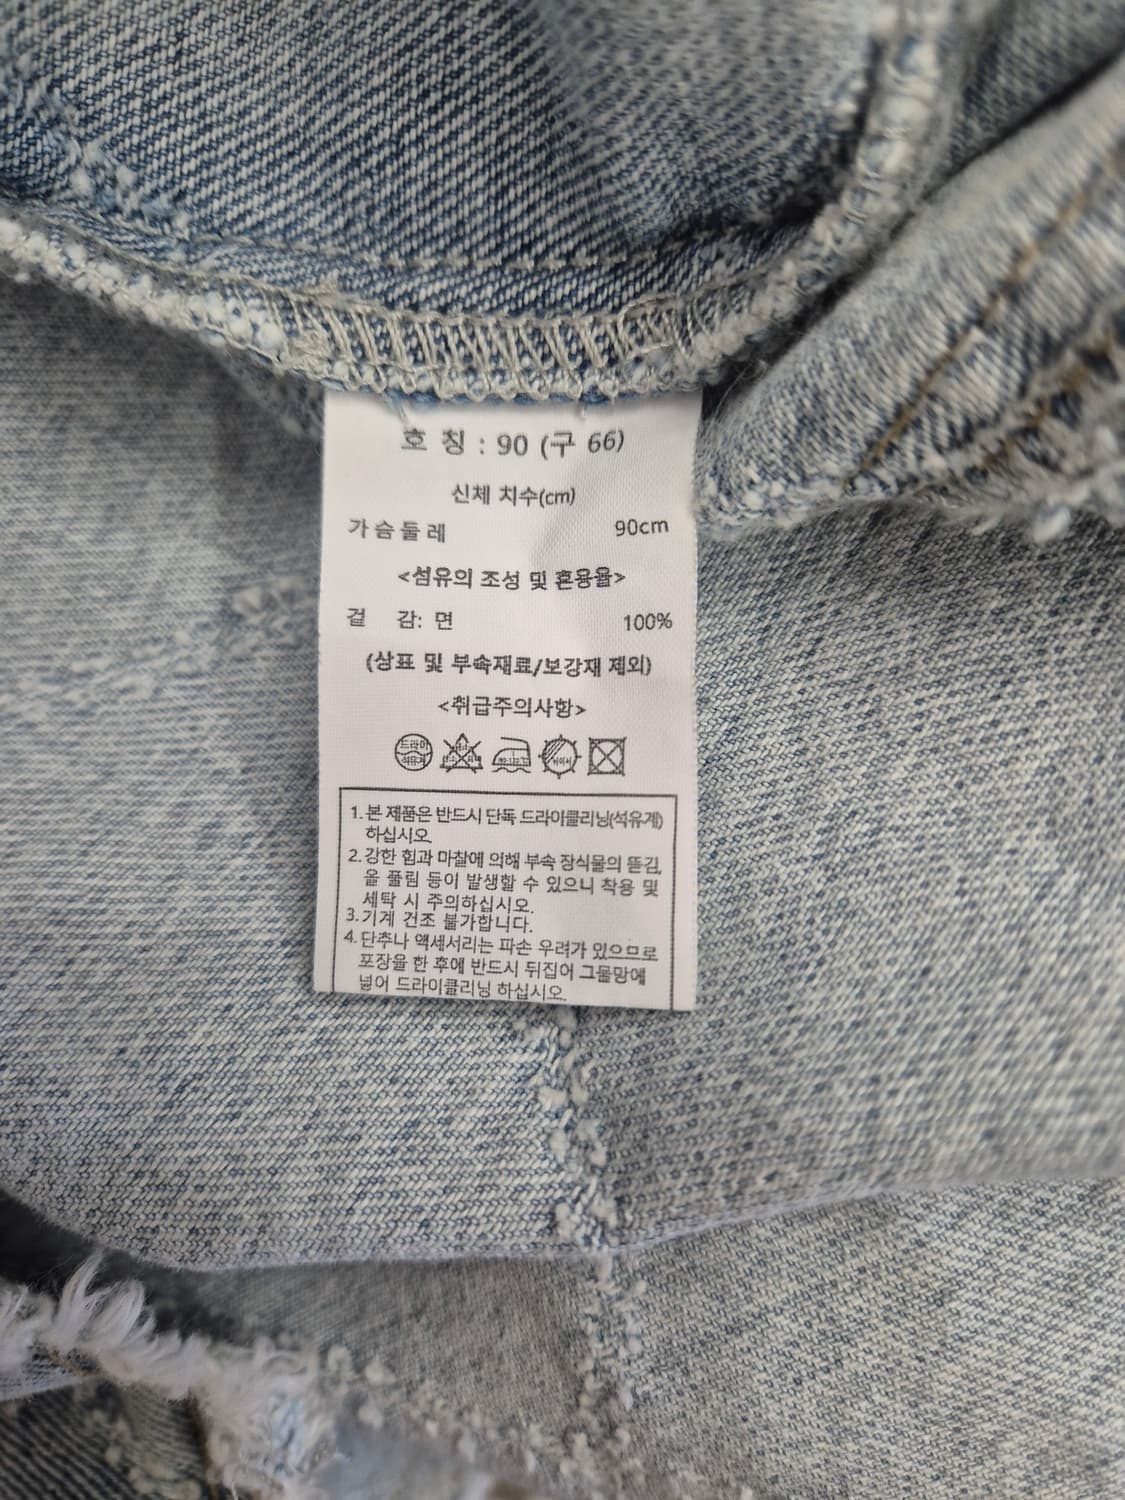 호 칭 : 90 (구 66)
신체 치수(cm)
가슴둘레 90cm
<섬유의 조성 및 혼용율>
겉 감: 면 100%
(상표 및 부속재료/보강재 제외)
<취급주의사항>
드라이
석유계
1. 본 제품은 반드시 단독 드라이클리닝(석유계)
하십시오.
2. 강한 힘과 마찰에 의해 부속 장식물의 뜯김,
올 풀림 등이 발생할 수 있으니 착용 및
세탁 시 주의하십시오.
3. 기계 건조 불가합니다.
4. 단추나 액세서리는 파손 우려가 있으므로
포장을 한 후에 반드시 뒤집어 그물망에
넣어 드라이클리닝 하십시오.